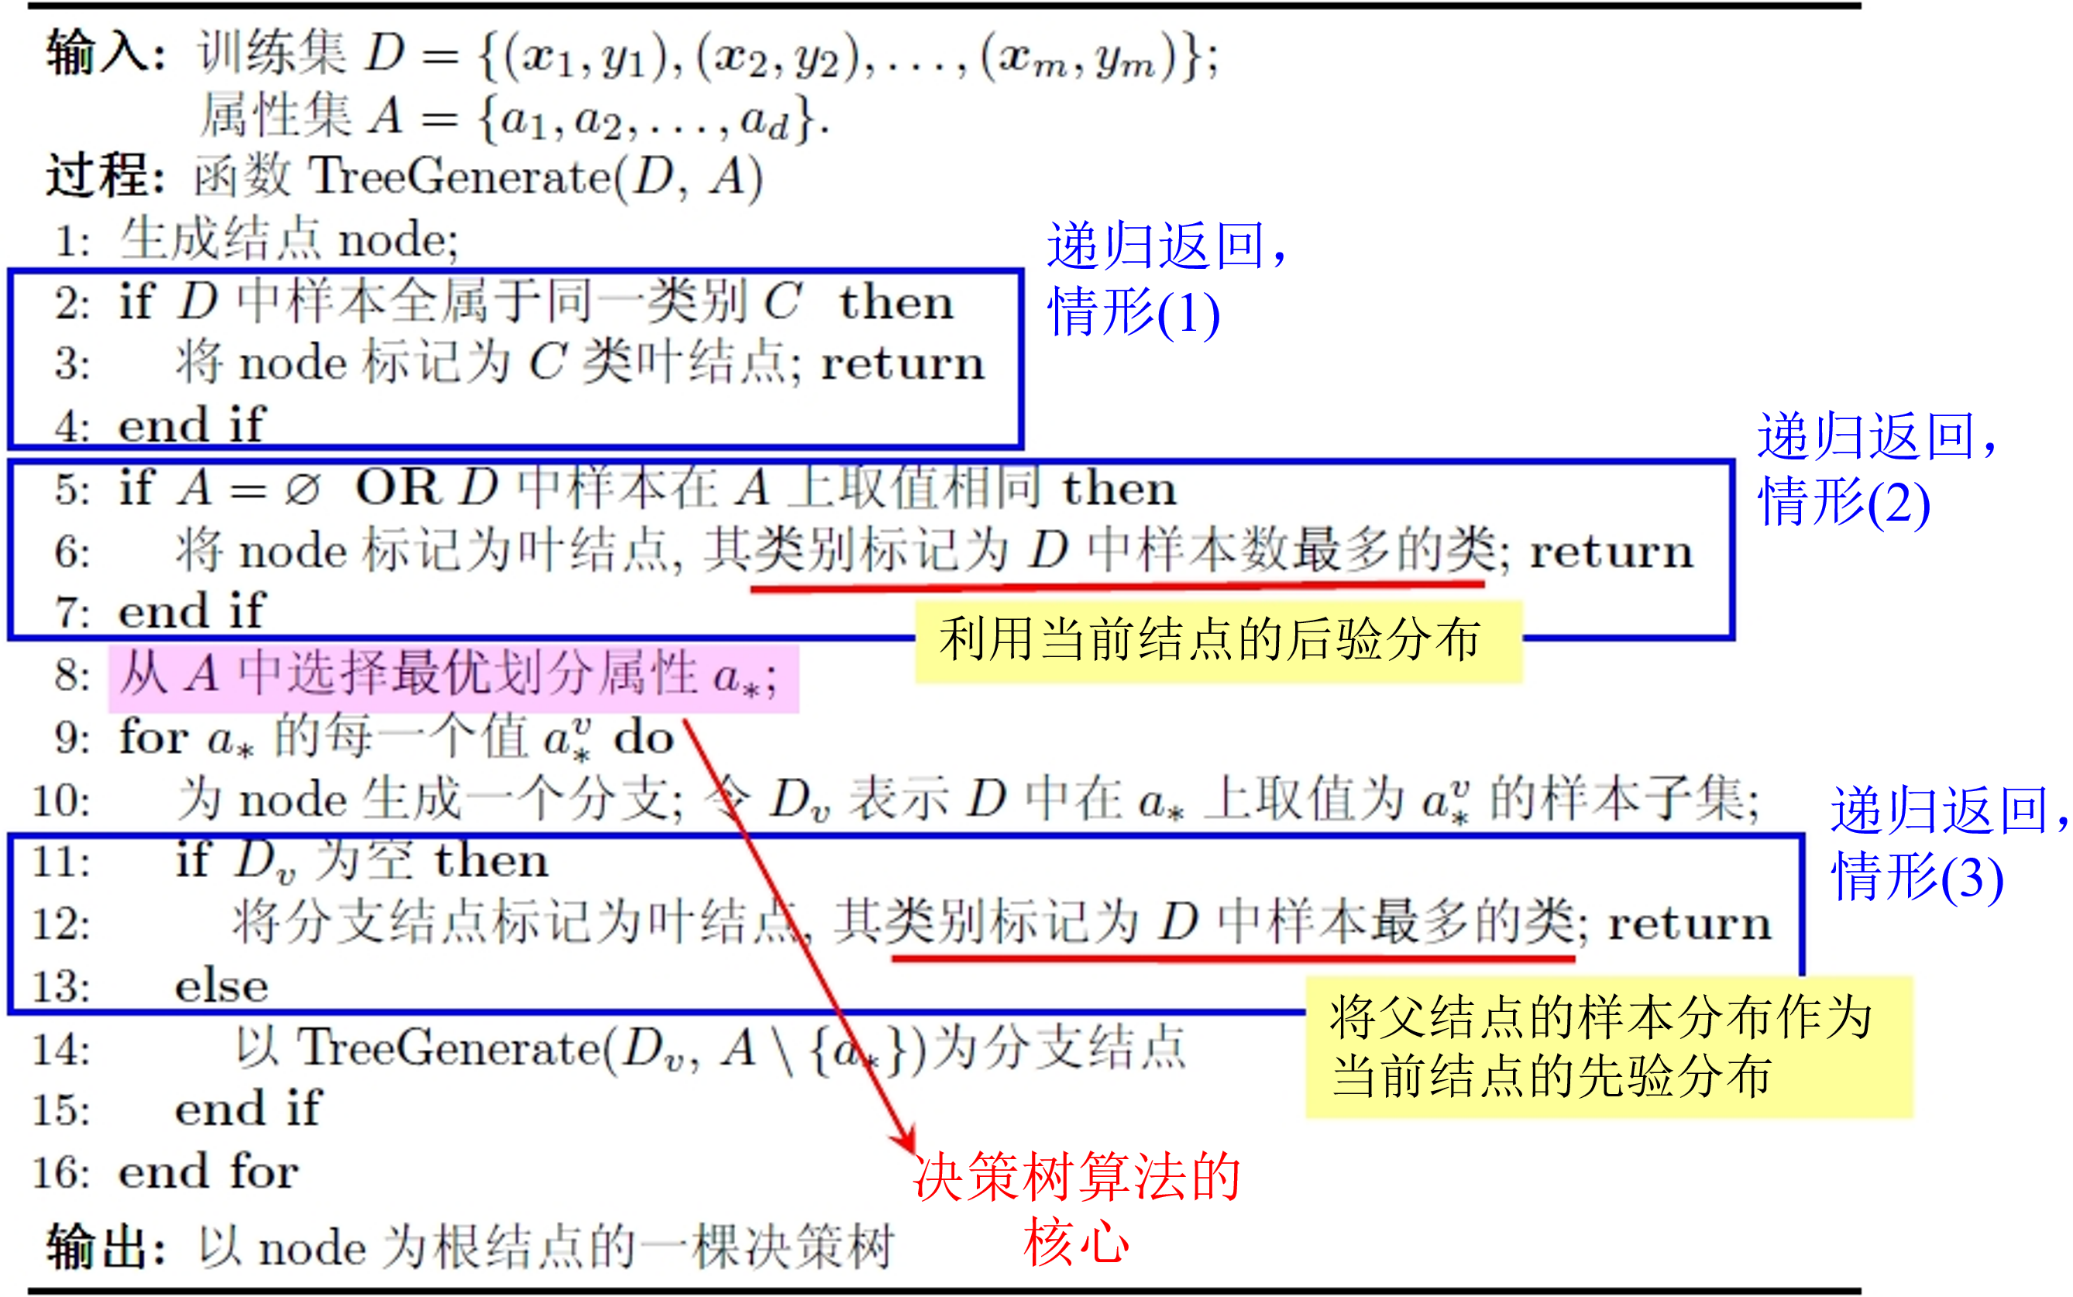 输入: 训练集 D = {(x₁, y₁), (x₂, y₂), . . . , (xₘ, yₘ)};
属性集 A = {a₁, a₂, . . . , a_d}.
过程: 函数 TreeGenerate(D, A)
1: 生成结点 node;
递归返回,
情形(1)
2: if D 中样本全属于同一类别 C then
3: 将 node 标记为 C 类叶结点; return
4: end if
递归返回,
情形(2)
5: if A = ∅ OR D 中样本在 A 上取值相同 then
6: 将 node 标记为叶结点, 其类别标记为 D 中样本数最多的类; return
7: end if
利用当前结点的后验分布
8: 从 A 中选择最优划分属性 a_*;
9: for a_* 的每一个值 a_*^v do
10: 为 node 生成一个分支; 令 D_v 表示 D 中在 a_* 上取值为 a_*^v 的样本子集;
递归返回,
情形(3)
11: if D_v 为空 then
12: 将分支结点标记为叶结点, 其类别标记为 D 中样本最多的类; return
13: else
将父结点的样本分布作为
当前结点的先验分布
14: 以 TreeGenerate(D_v, A \ {a_*})为分支结点
15: end if
16: end for
决策树算法的
核心
输出: 以 node 为根结点的一棵决策树